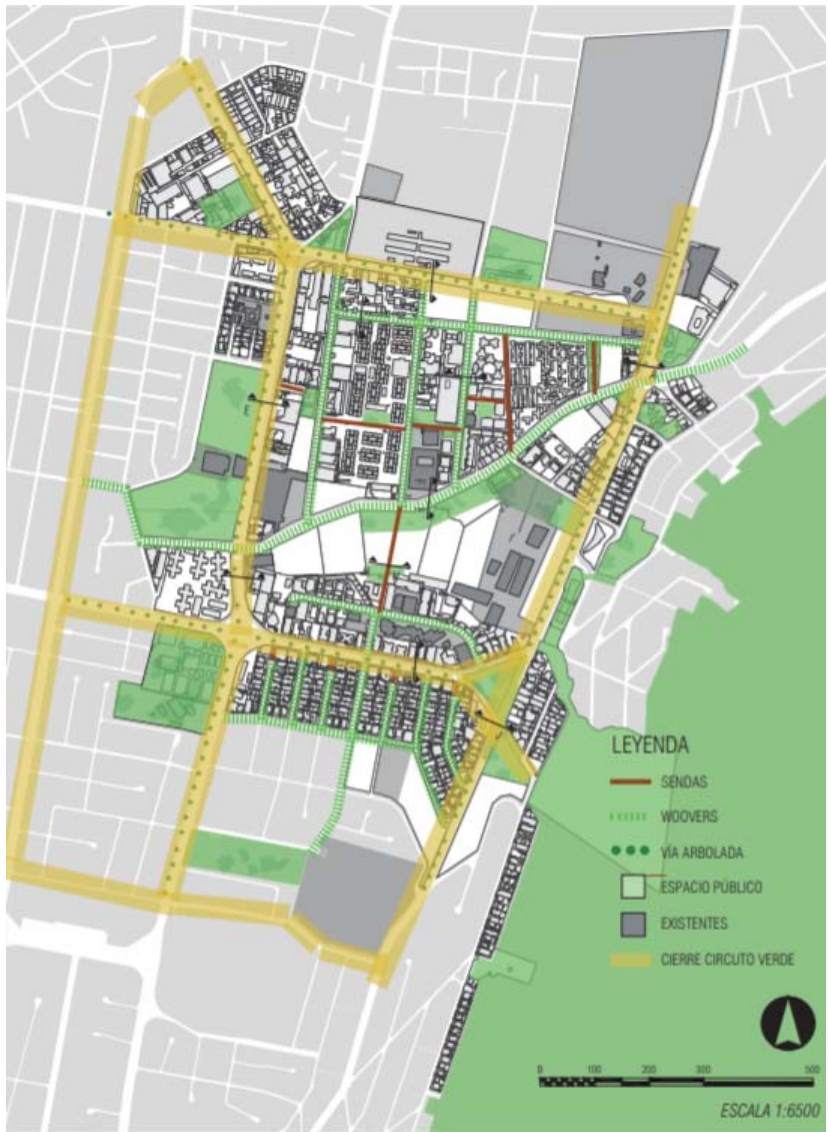 LEYENDA
SENDAS
WOOVERS
VÍA ARBOLADA
ESPACIO PÚBLICO
EXISTENTES
CIERRE CIRCUTO VERDE
0 100 200 300 500
ESCALA 1:6500